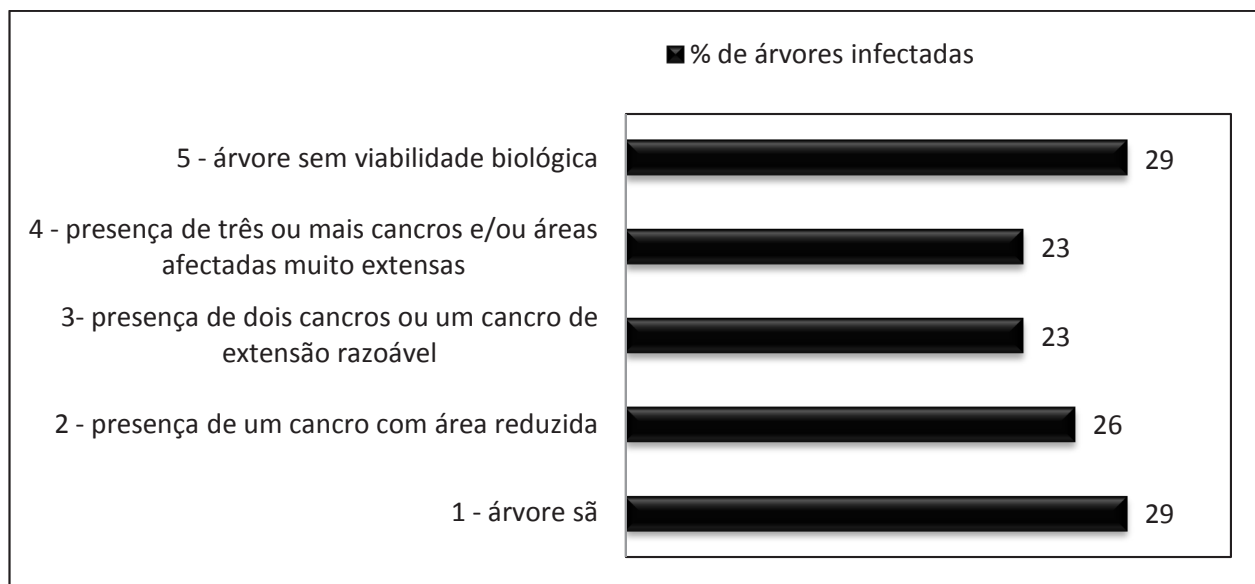 % de árvores infectadas
5 - árvore sem viabilidade biológica
29
4 - presença de três ou mais cancros e/ou áreas
afectadas muito extensas
23
3- presença de dois cancros ou um cancro de
extensão razoável
23
2 - presença de um cancro com área reduzida
26
1 - árvore sã
29